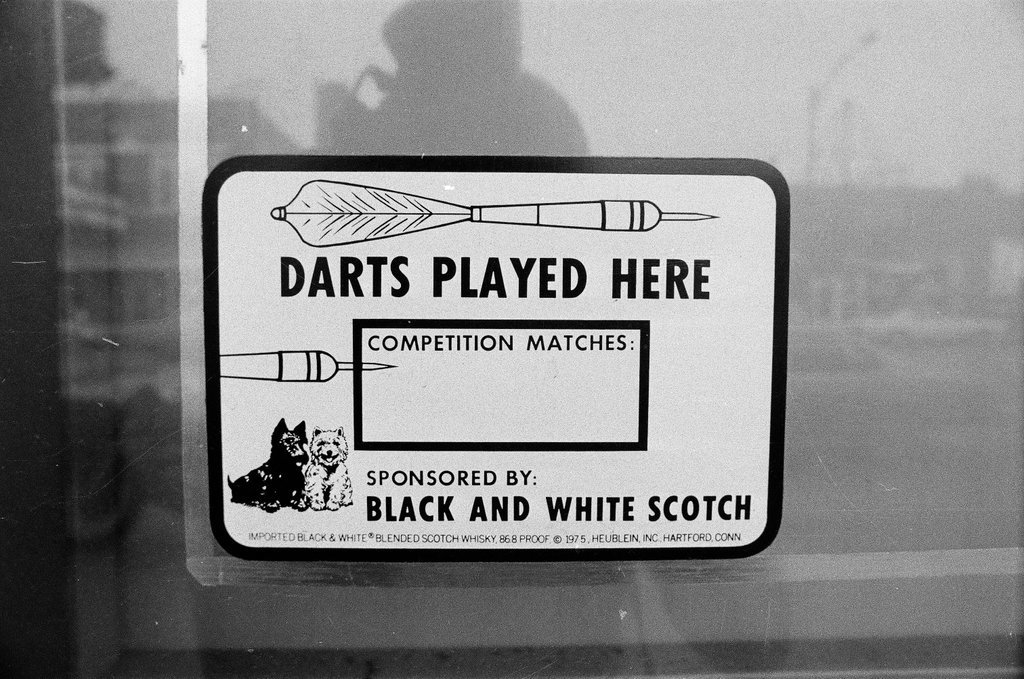 DARTS PLAYED HERE
COMPETITION MATCHES:
SPONSORED BY:
BLACK AND WHITE SCOTCH
IMPORTED BLACK & WHITE® BLENDED SCOTCH WHISKY, 86.8 PROOF © 1975, HEUBLEIN, INC. HARTFORD, CONN.